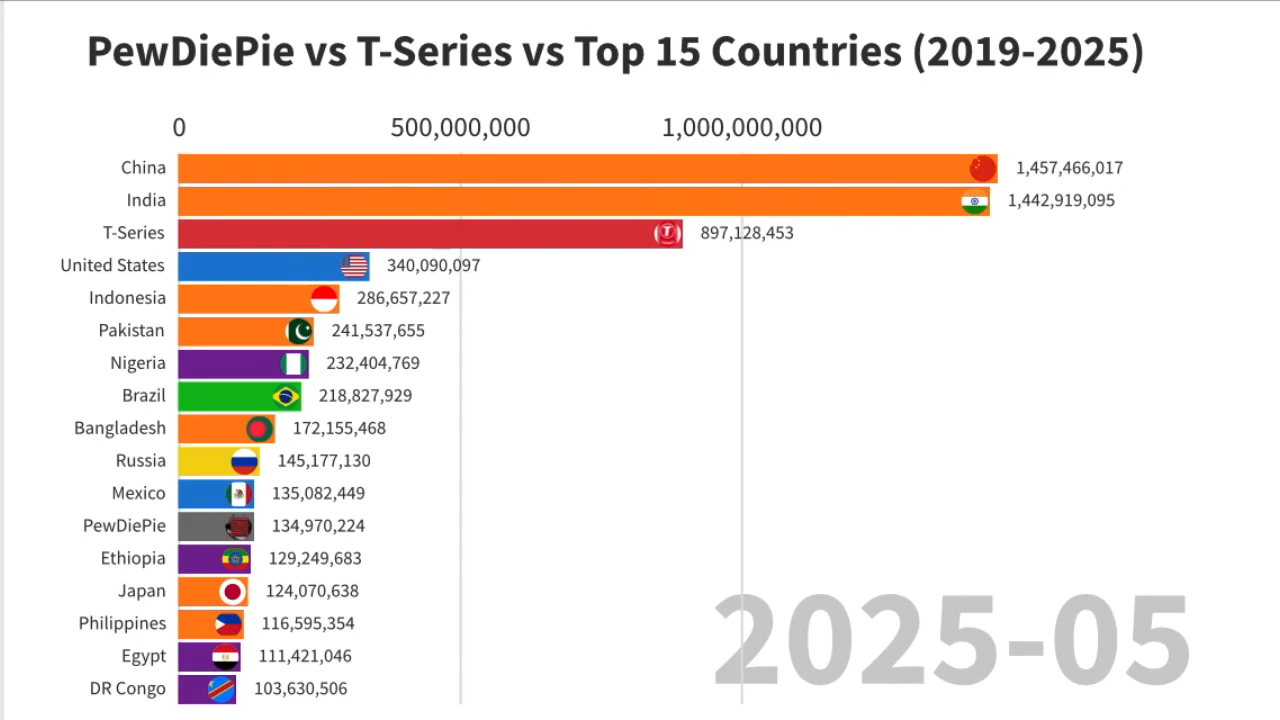 PewDiePie vs T-Series vs Top 15 Countries (2019-2025)
0 500,000,000 1,000,000,000
China 1,457,466,017
India 1,442,919,095
T-Series T 897,128,453
United States 340,090,097
Indonesia 286,657,227
Pakistan 241,537,655
Nigeria 232,404,769
Brazil 218,827,929
Bangladesh 172,155,468
Russia 145,177,130
Mexico 135,082,449
PewDiePie 134,970,224
Ethiopia 129,249,683
Japan 124,070,638
Philippines 116,595,354
Egypt 111,421,046
DR Congo 103,630,506
2025-05